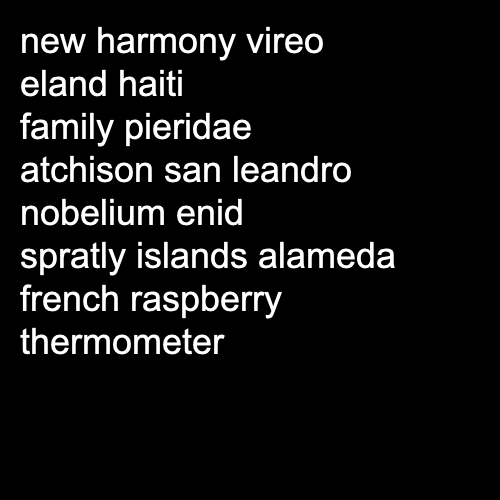 new harmony vireo
eland haiti
family pieridae
atchison san leandro
nobelium enid
spratly islands alameda
french raspberry
thermometer